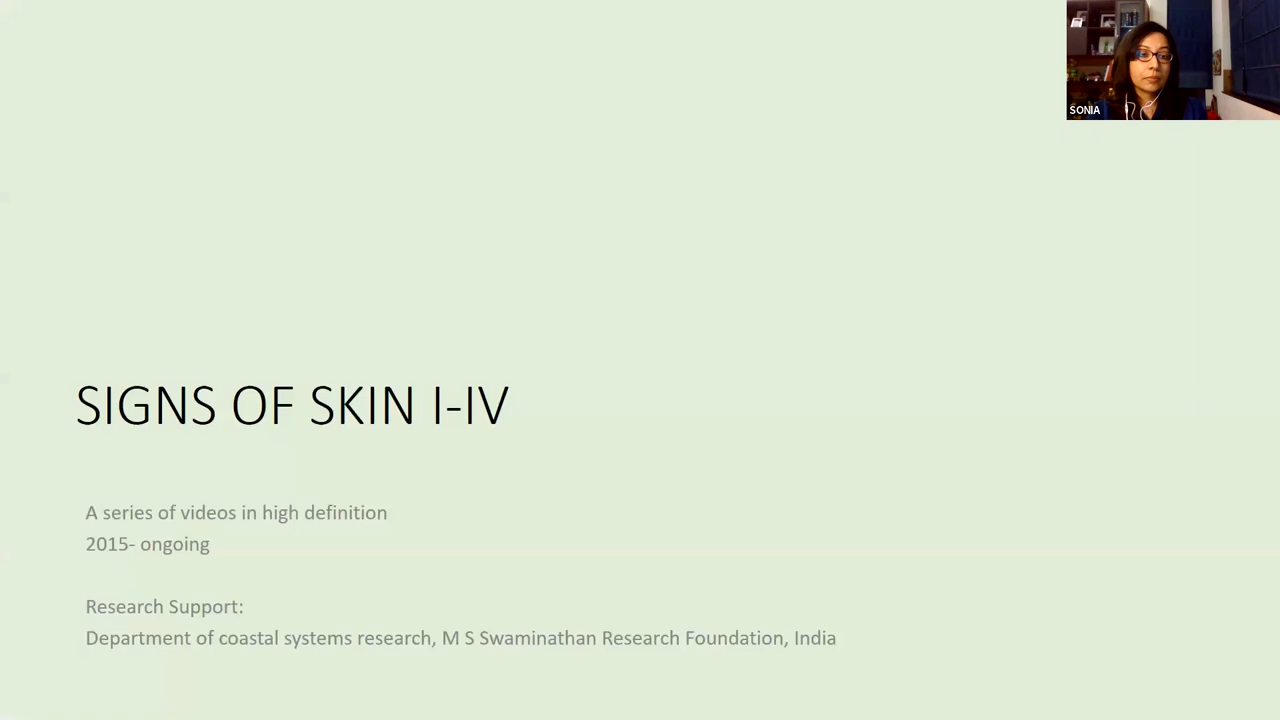 SONIA
SIGNS OF SKIN I-IV
A series of videos in high definition
2015- ongoing
Research Support:
Department of coastal systems research, M S Swaminathan Research Foundation, India